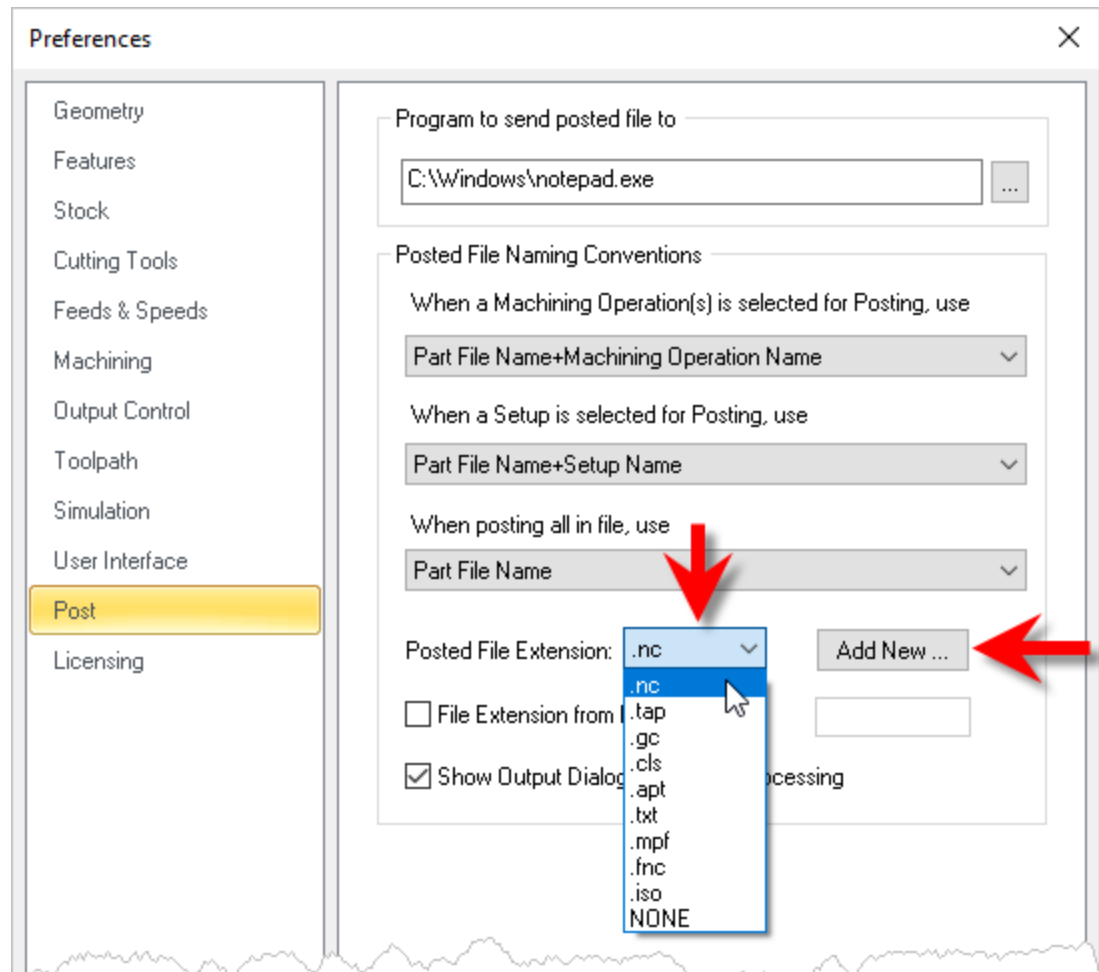 Preferences
Geometry
Features
Stock
Cutting Tools
Feeds & Speeds
Machining
Output Control
Toolpath
Simulation
User Interface
Post
Licensing
Program to send posted file to
C:\Windows\notepad.exe
...
Posted File Naming Conventions
When a Machining Operation(s) is selected for Posting, use
Part File Name+Machining Operation Name
When a Setup is selected for Posting, use
Part File Name+Setup Name
When posting all in file, use
Part File Name
Posted File Extension: .nc Add New ...
.nc
.tap
.gc
.cls
.apt
.txt
.mpf
.fnc
.iso
NONE
File Extension from
Show Output Dialog